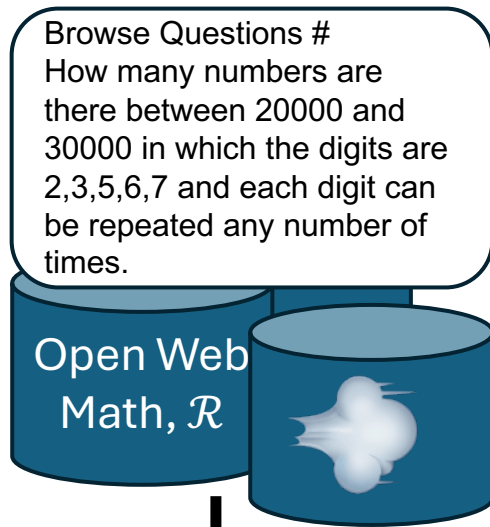 Browse Questions #
How many numbers are
there between 20000 and
30000 in which the digits are
2,3,5,6,7 and each digit can
be repeated any number of
times.
Open Web
Math, ℛ